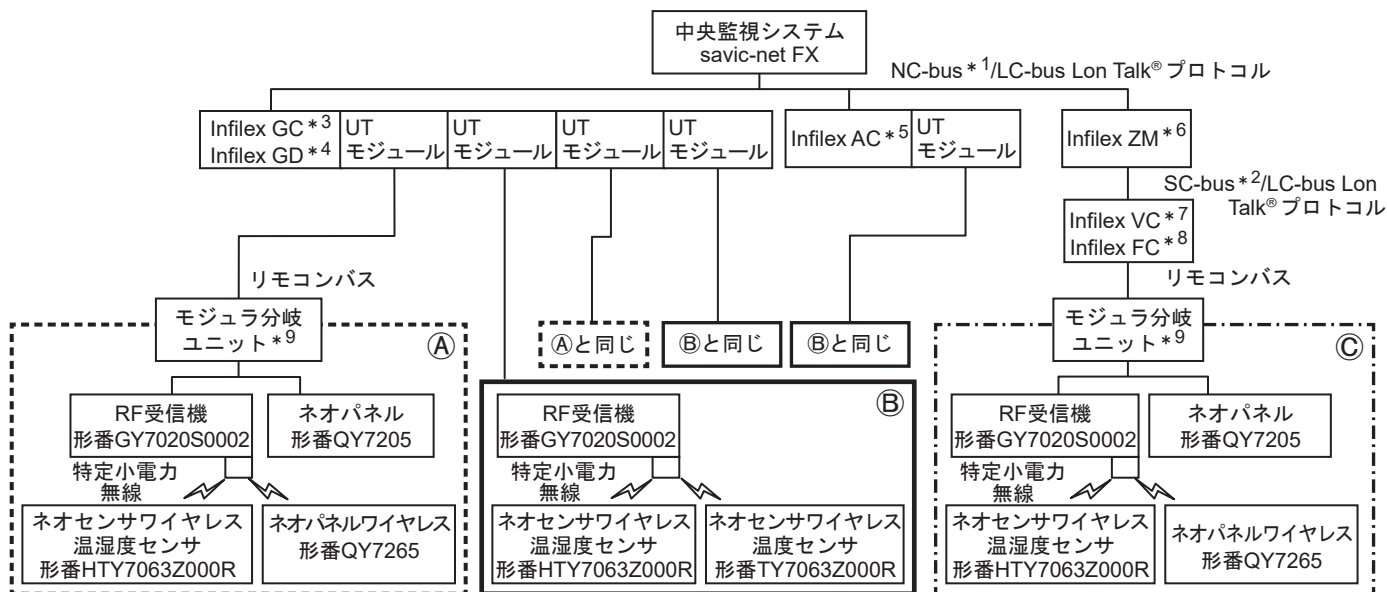 中央監視システム
savic-net FX
NC-bus*1/LC-bus Lon Talk® プロトコル
Infilex GC*3
Infilex GD*4
UT
モジュール
UT
モジュール
UT
モジュール
UT
モジュール
Infilex AC*5
UT
モジュール
Infilex ZM*6
SC-bus*2/LC-bus Lon
Talk® プロトコル
Infilex VC*7
Infilex FC*8
リモコンバス
リモコンバス
モジュラ分岐
ユニット*9
Ⓐ
RF受信機
形番GY7020S0002
ネオパネル
形番QY7205
特定小電力
無線
ネオセンサワイヤレス
温湿度センサ
形番HTY7063Z000R
ネオパネルワイヤレス
形番QY7265
Ⓐと同じ
Ⓑと同じ
Ⓑと同じ
Ⓑ
RF受信機
形番GY7020S0002
特定小電力
無線
ネオセンサワイヤレス
温湿度センサ
形番HTY7063Z000R
ネオセンサワイヤレス
温度センサ
形番TY7063Z000R
モジュラ分岐
ユニット*9
Ⓒ
RF受信機
形番GY7020S0002
ネオパネル
形番QY7205
特定小電力
無線
ネオセンサワイヤレス
温湿度センサ
形番HTY7063Z000R
ネオパネルワイヤレス
形番QY7265